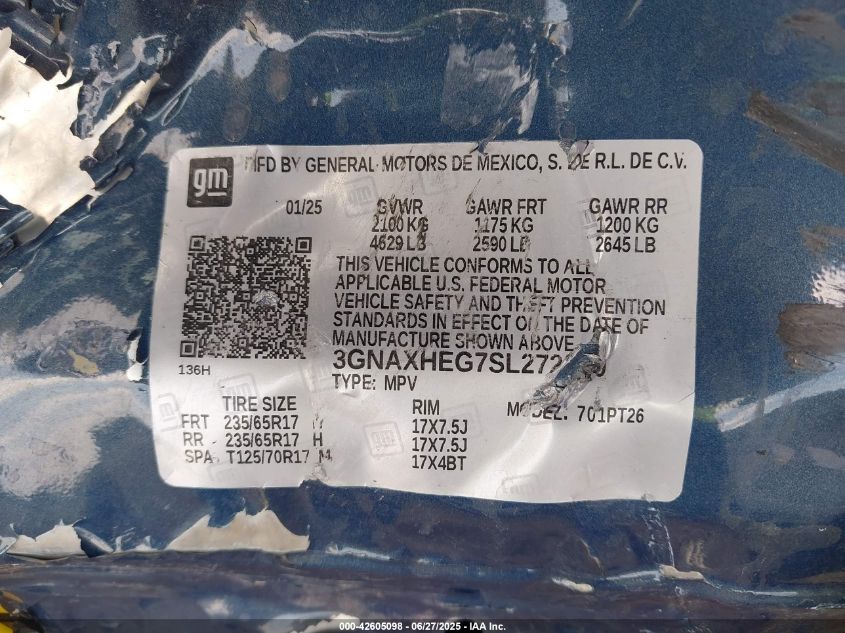 gm
MFD BY GENERAL MOTORS DE MEXICO, S. DE R.L. DE C.V.
01/25 GVWR GAWR FRT GAWR RR
2100 KG 1175 KG 1200 KG
4629 LB 2590 LB 2645 LB
THIS VEHICLE CONFORMS TO ALL
APPLICABLE U.S. FEDERAL MOTOR
VEHICLE SAFETY AND THEFT PREVENTION
STANDARDS IN EFFECT ON THE DATE OF
MANUFACTURE SHOWN ABOVE.
136H
TYPE: MPV MODEL: 701PT26
TIRE SIZE RIM
FRT 235/65R17 H 17X7.5J
RR 235/65R17 H 17X7.5J
SPA T125/70R17 M 17X4BT
000-42605098 - 06/27/2025 - IAA Inc.